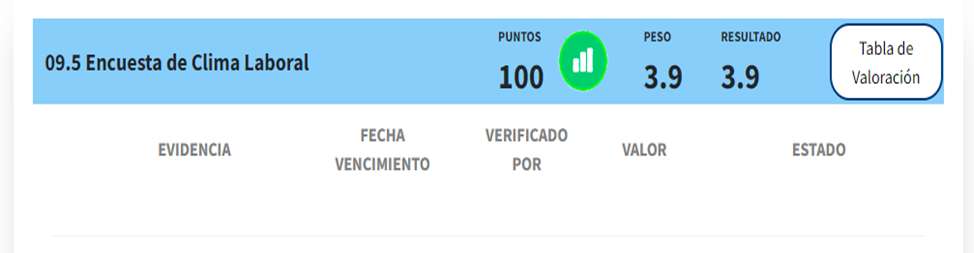 09.5 Encuesta de Clima Laboral
PUNTOS
100
PESO
3.9
RESULTADO
3.9
Tabla de
Valoración
EVIDENCIA
FECHA
VENCIMIENTO
VERIFICADO
POR
VALOR
ESTADO